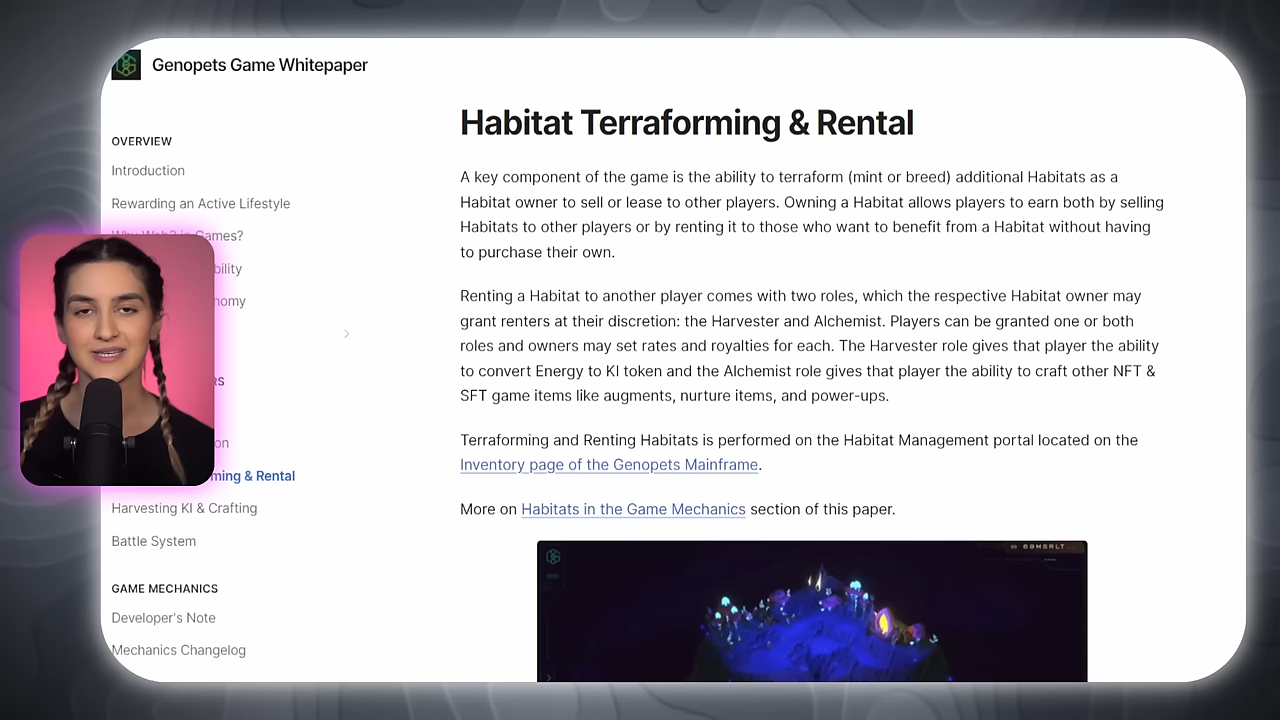 Genopets Game Whitepaper
OVERVIEW
Introduction
Rewarding an Active Lifestyle
Why Web3 in Games?
ming & Rental
Harvesting KI & Crafting
Battle System
GAME MECHANICS
Developer's Note
Mechanics Changelog
Habitat Terraforming & Rental
A key component of the game is the ability to terraform (mint or breed) additional Habitats as a
Habitat owner to sell or lease to other players. Owning a Habitat allows players to earn both by selling
Habitats to other players or by renting it to those who want to benefit from a Habitat without having
to purchase their own.
Renting a Habitat to another player comes with two roles, which the respective Habitat owner may
grant renters at their discretion: the Harvester and Alchemist. Players can be granted one or both
roles and owners may set rates and royalties for each. The Harvester role gives that player the ability
to convert Energy to KI token and the Alchemist role gives that player the ability to craft other NFT &
SFT game items like augments, nurture items, and power-ups.
Terraforming and Renting Habitats is performed on the Habitat Management portal located on the
Inventory page of the Genopets Mainframe.
More on Habitats in the Game Mechanics section of this paper.